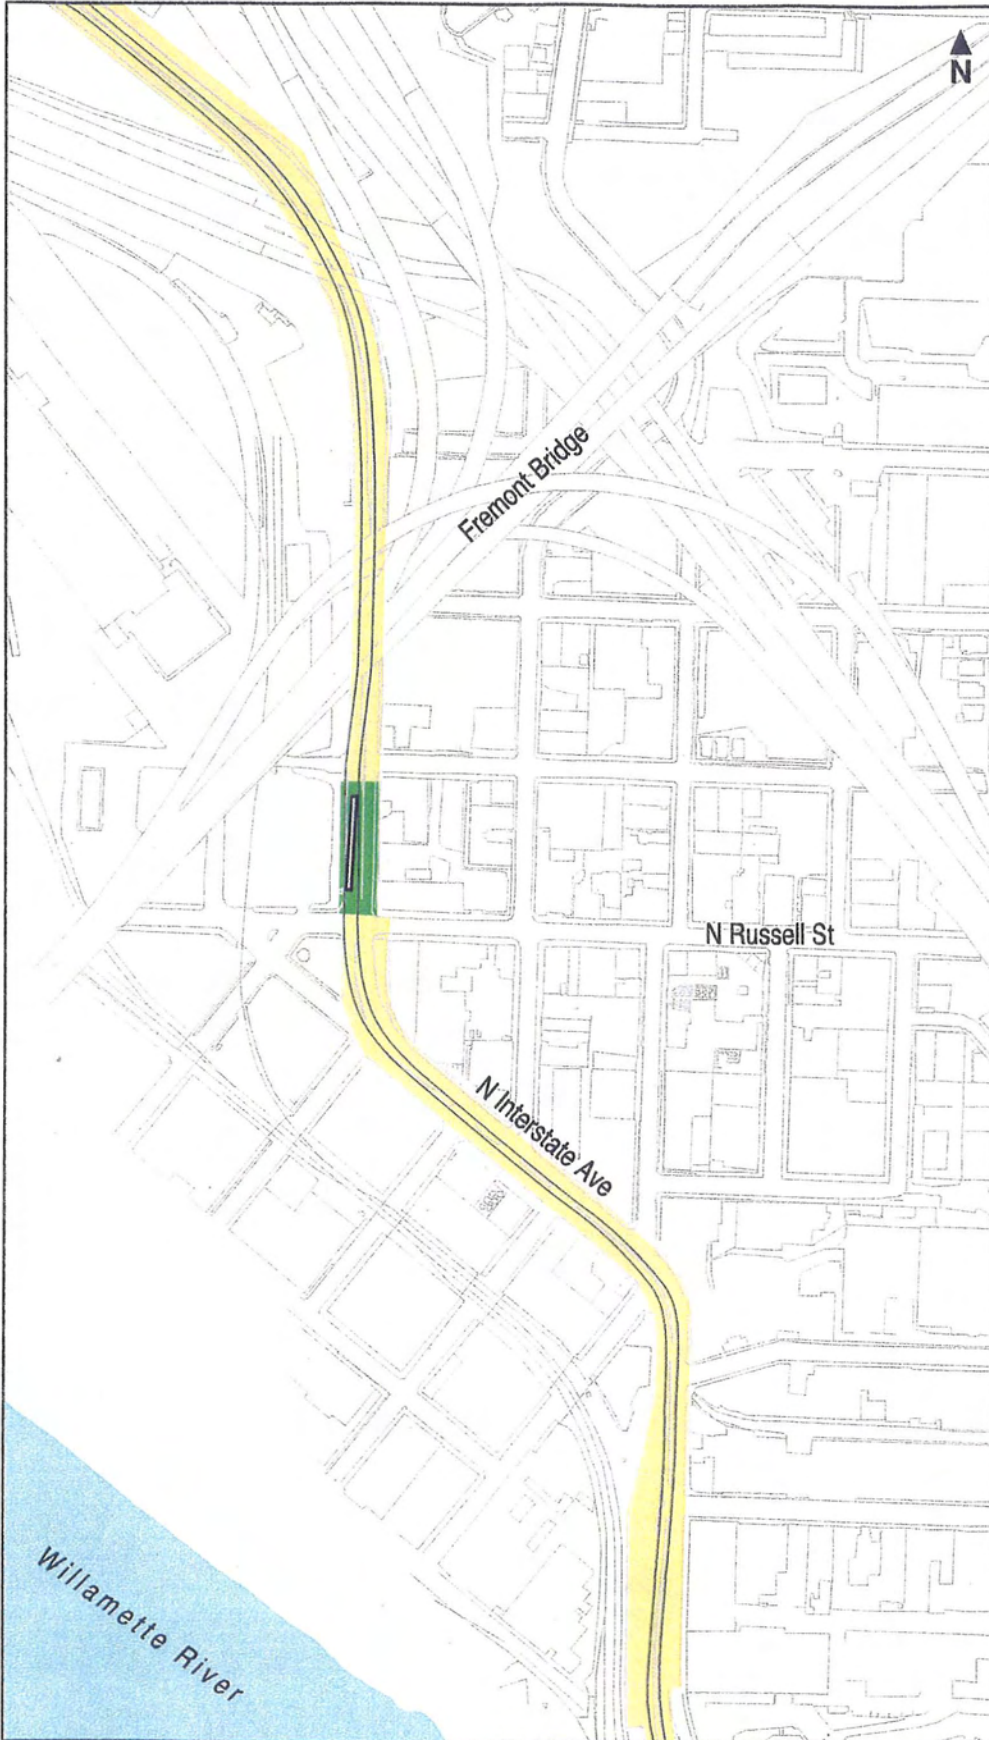 N
Fremont Bridge
N Russell St
N Interstate Ave
Willamette River